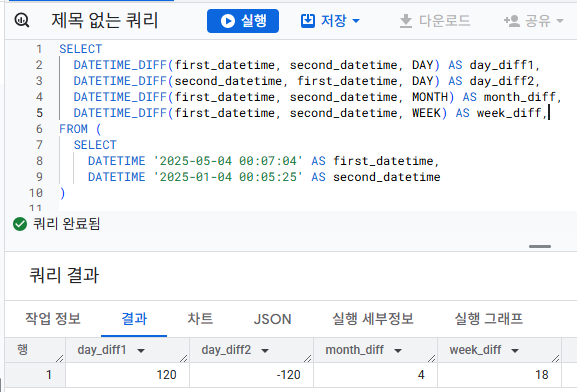 제목 없는 쿼리 실행 저장 다운로드 공유
1 SELECT
2 DATETIME_DIFF(first_datetime, second_datetime, DAY) AS day_diff1,
3 DATETIME_DIFF(second_datetime, first_datetime, DAY) AS day_diff2,
4 DATETIME_DIFF(first_datetime, second_datetime, MONTH) AS month_diff,
5 DATETIME_DIFF(first_datetime, second_datetime, WEEK) AS week_diff,
6 FROM (
7 SELECT
8 DATETIME '2025-05-04 00:07:04' AS first_datetime,
9 DATETIME '2025-01-04 00:05:25' AS second_datetime
10 )
11
쿼리 완료됨
쿼리 결과
작업 정보 결과 차트 JSON 실행 세부정보 실행 그래프
행 day_diff1 day_diff2 month_diff week_diff
1 120 -120 4 18